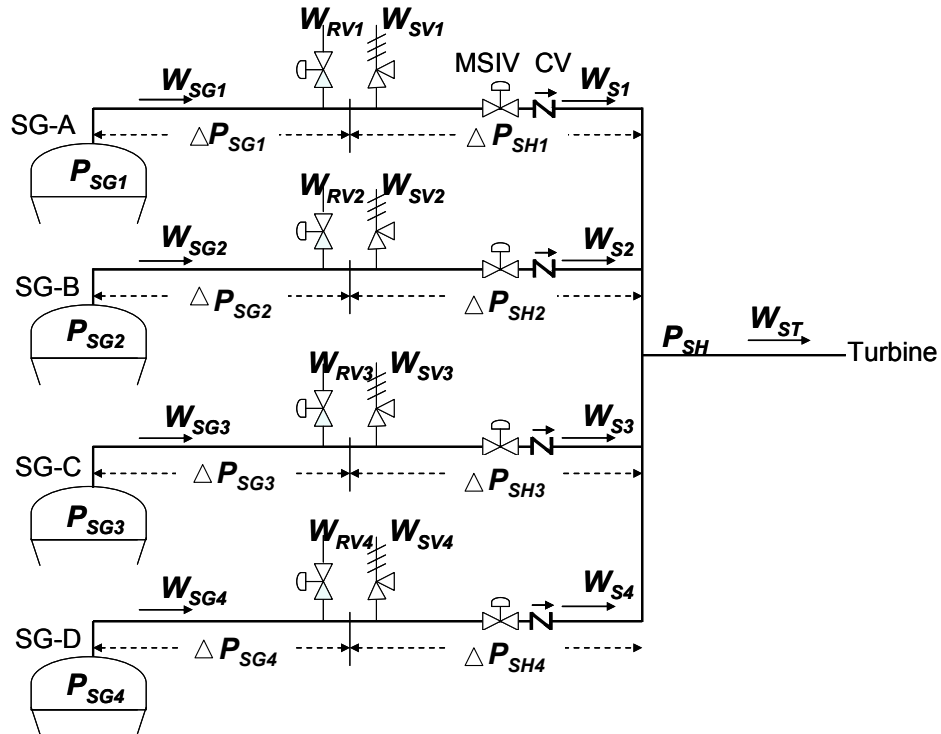 W_RV1 W_SV1
MSIV CV
W_SG1 W_S1
SG-A
△P_SG1 △P_SH1
P_SG1
W_RV2 W_SV2
W_SG2 W_S2
SG-B
△P_SG2 △P_SH2
P_SG2
P_SH W_ST
Turbine
W_RV3 W_SV3
W_SG3 W_S3
SG-C
△P_SG3 △P_SH3
P_SG3
W_RV4 W_SV4
W_SG4 W_S4
SG-D
△P_SG4 △P_SH4
P_SG4